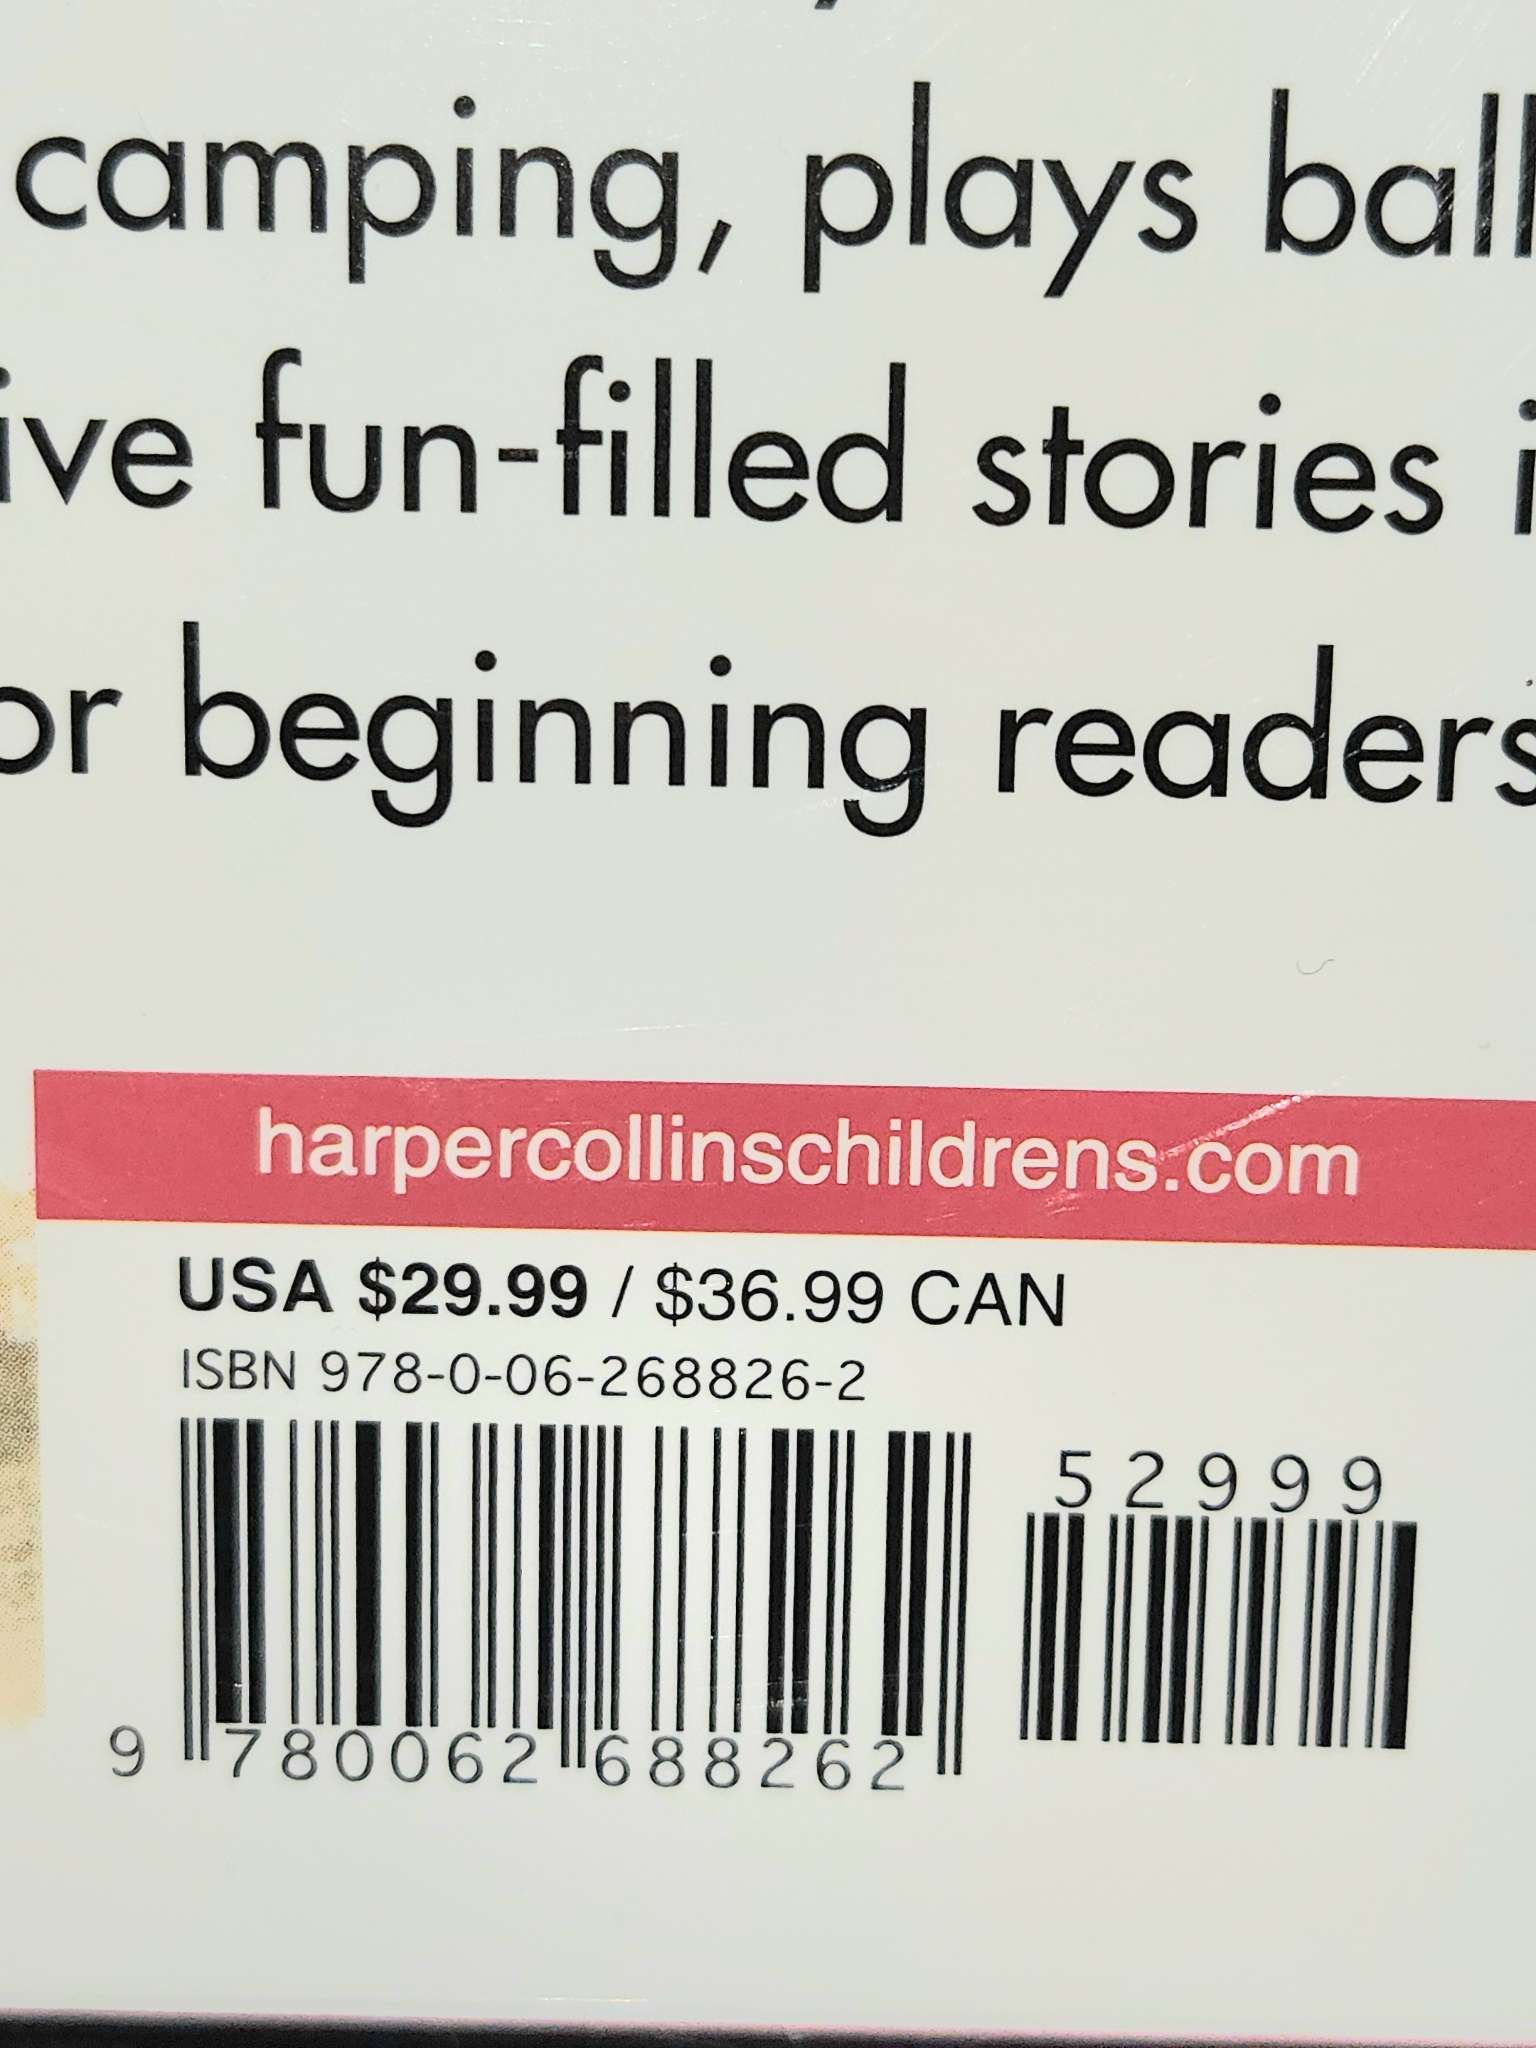 camping, plays ball
ive fun-filled stories i
or beginning readers
harpercollinschildrens.com
USA $29.99 / $36.99 CAN
ISBN 978-0-06-268826-2
52999
9 780062 688262